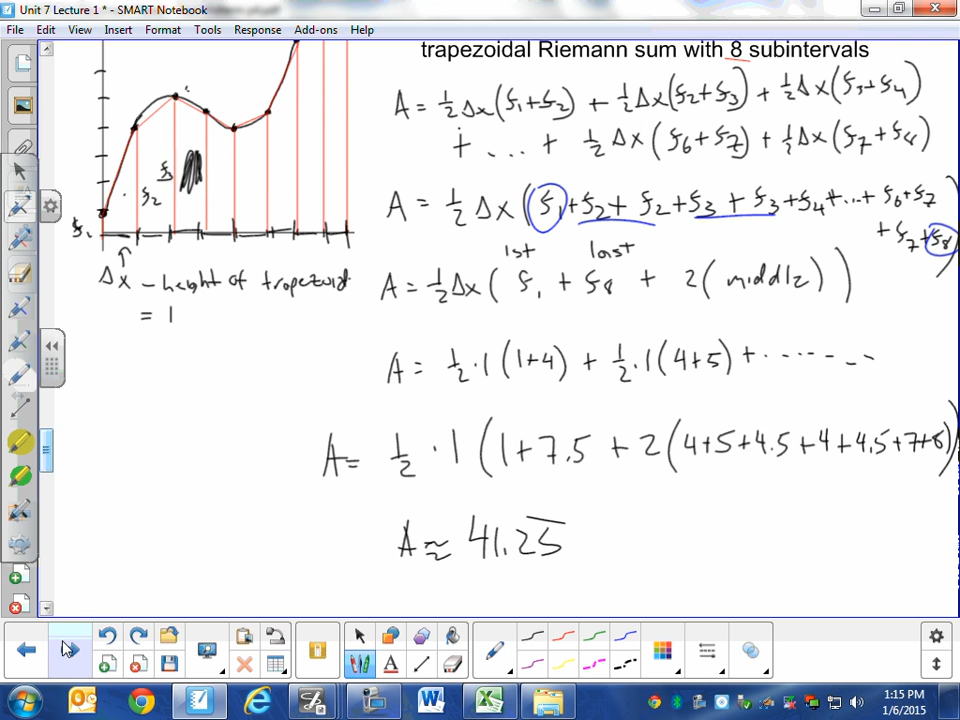 Unit 7 Lecture 1 * - SMART Notebook
File Edit View Insert Format Tools Response Add-ons Help
trapezoidal Riemann sum with 8 subintervals
A = ½Δx(f₁+f₂) + ½Δx(f₂+f₃) + ½Δx(f₃+f₄)
+ ... + ½Δx(f₆+f₇) + ½Δx(f₇+f₈)
A = ½Δx(f₁+f₂+f₂+f₃+f₃+f₄+...+f₆+f₇
+f₇+f₈)
f₃
f₂
f₁
1st last
Δx - height of trapezoid
= 1
A = ½Δx(f₁ + f₈ + 2(middle))
A = ½·1(1+4) + ½·1(4+5) + .......
A = ½·1(1+7.5+2(4+5+4.5+4+4.5+7+8)
A ≈ 41.25
A
1:15 PM
1/6/2015